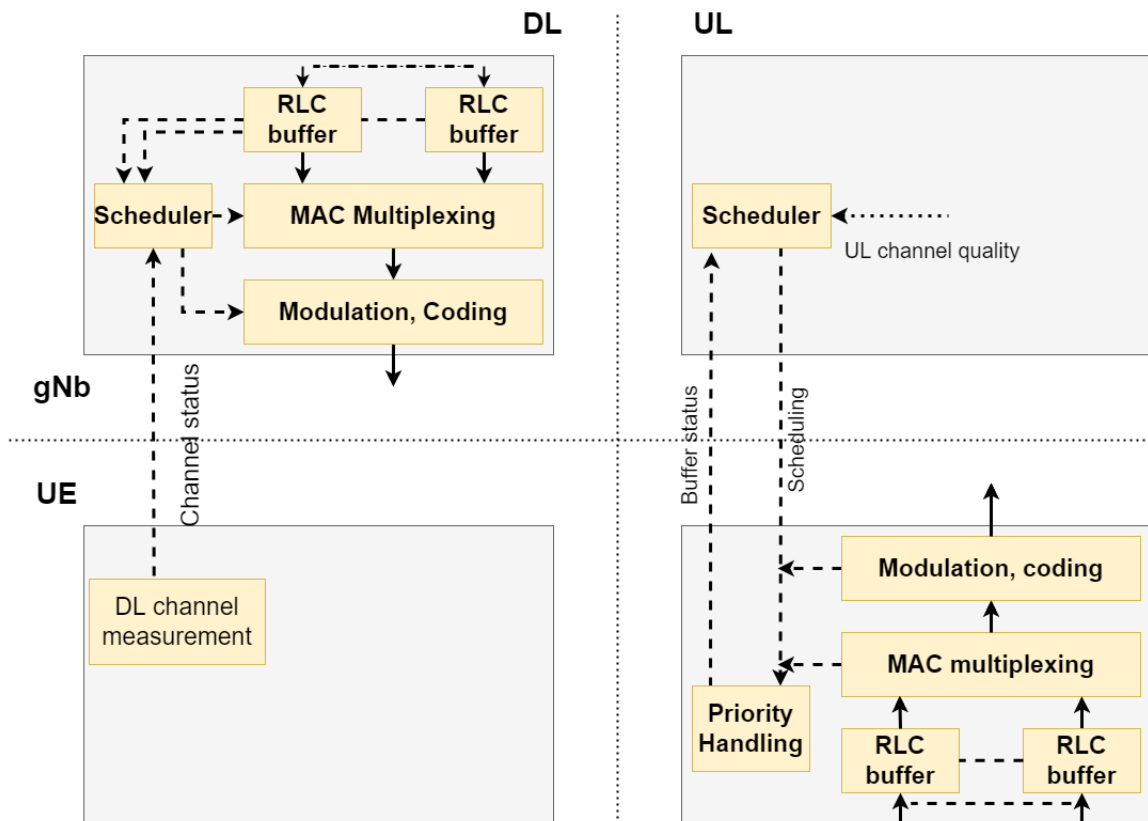 DL
UL
RLC
buffer
RLC
buffer
Scheduler
MAC Multiplexing
Modulation, Coding
Scheduler
UL channel quality
gNb
Channel status
Buffer status
Scheduling
UE
DL channel
measurement
Modulation, coding
MAC multiplexing
Priority
Handling
RLC
buffer
RLC
buffer